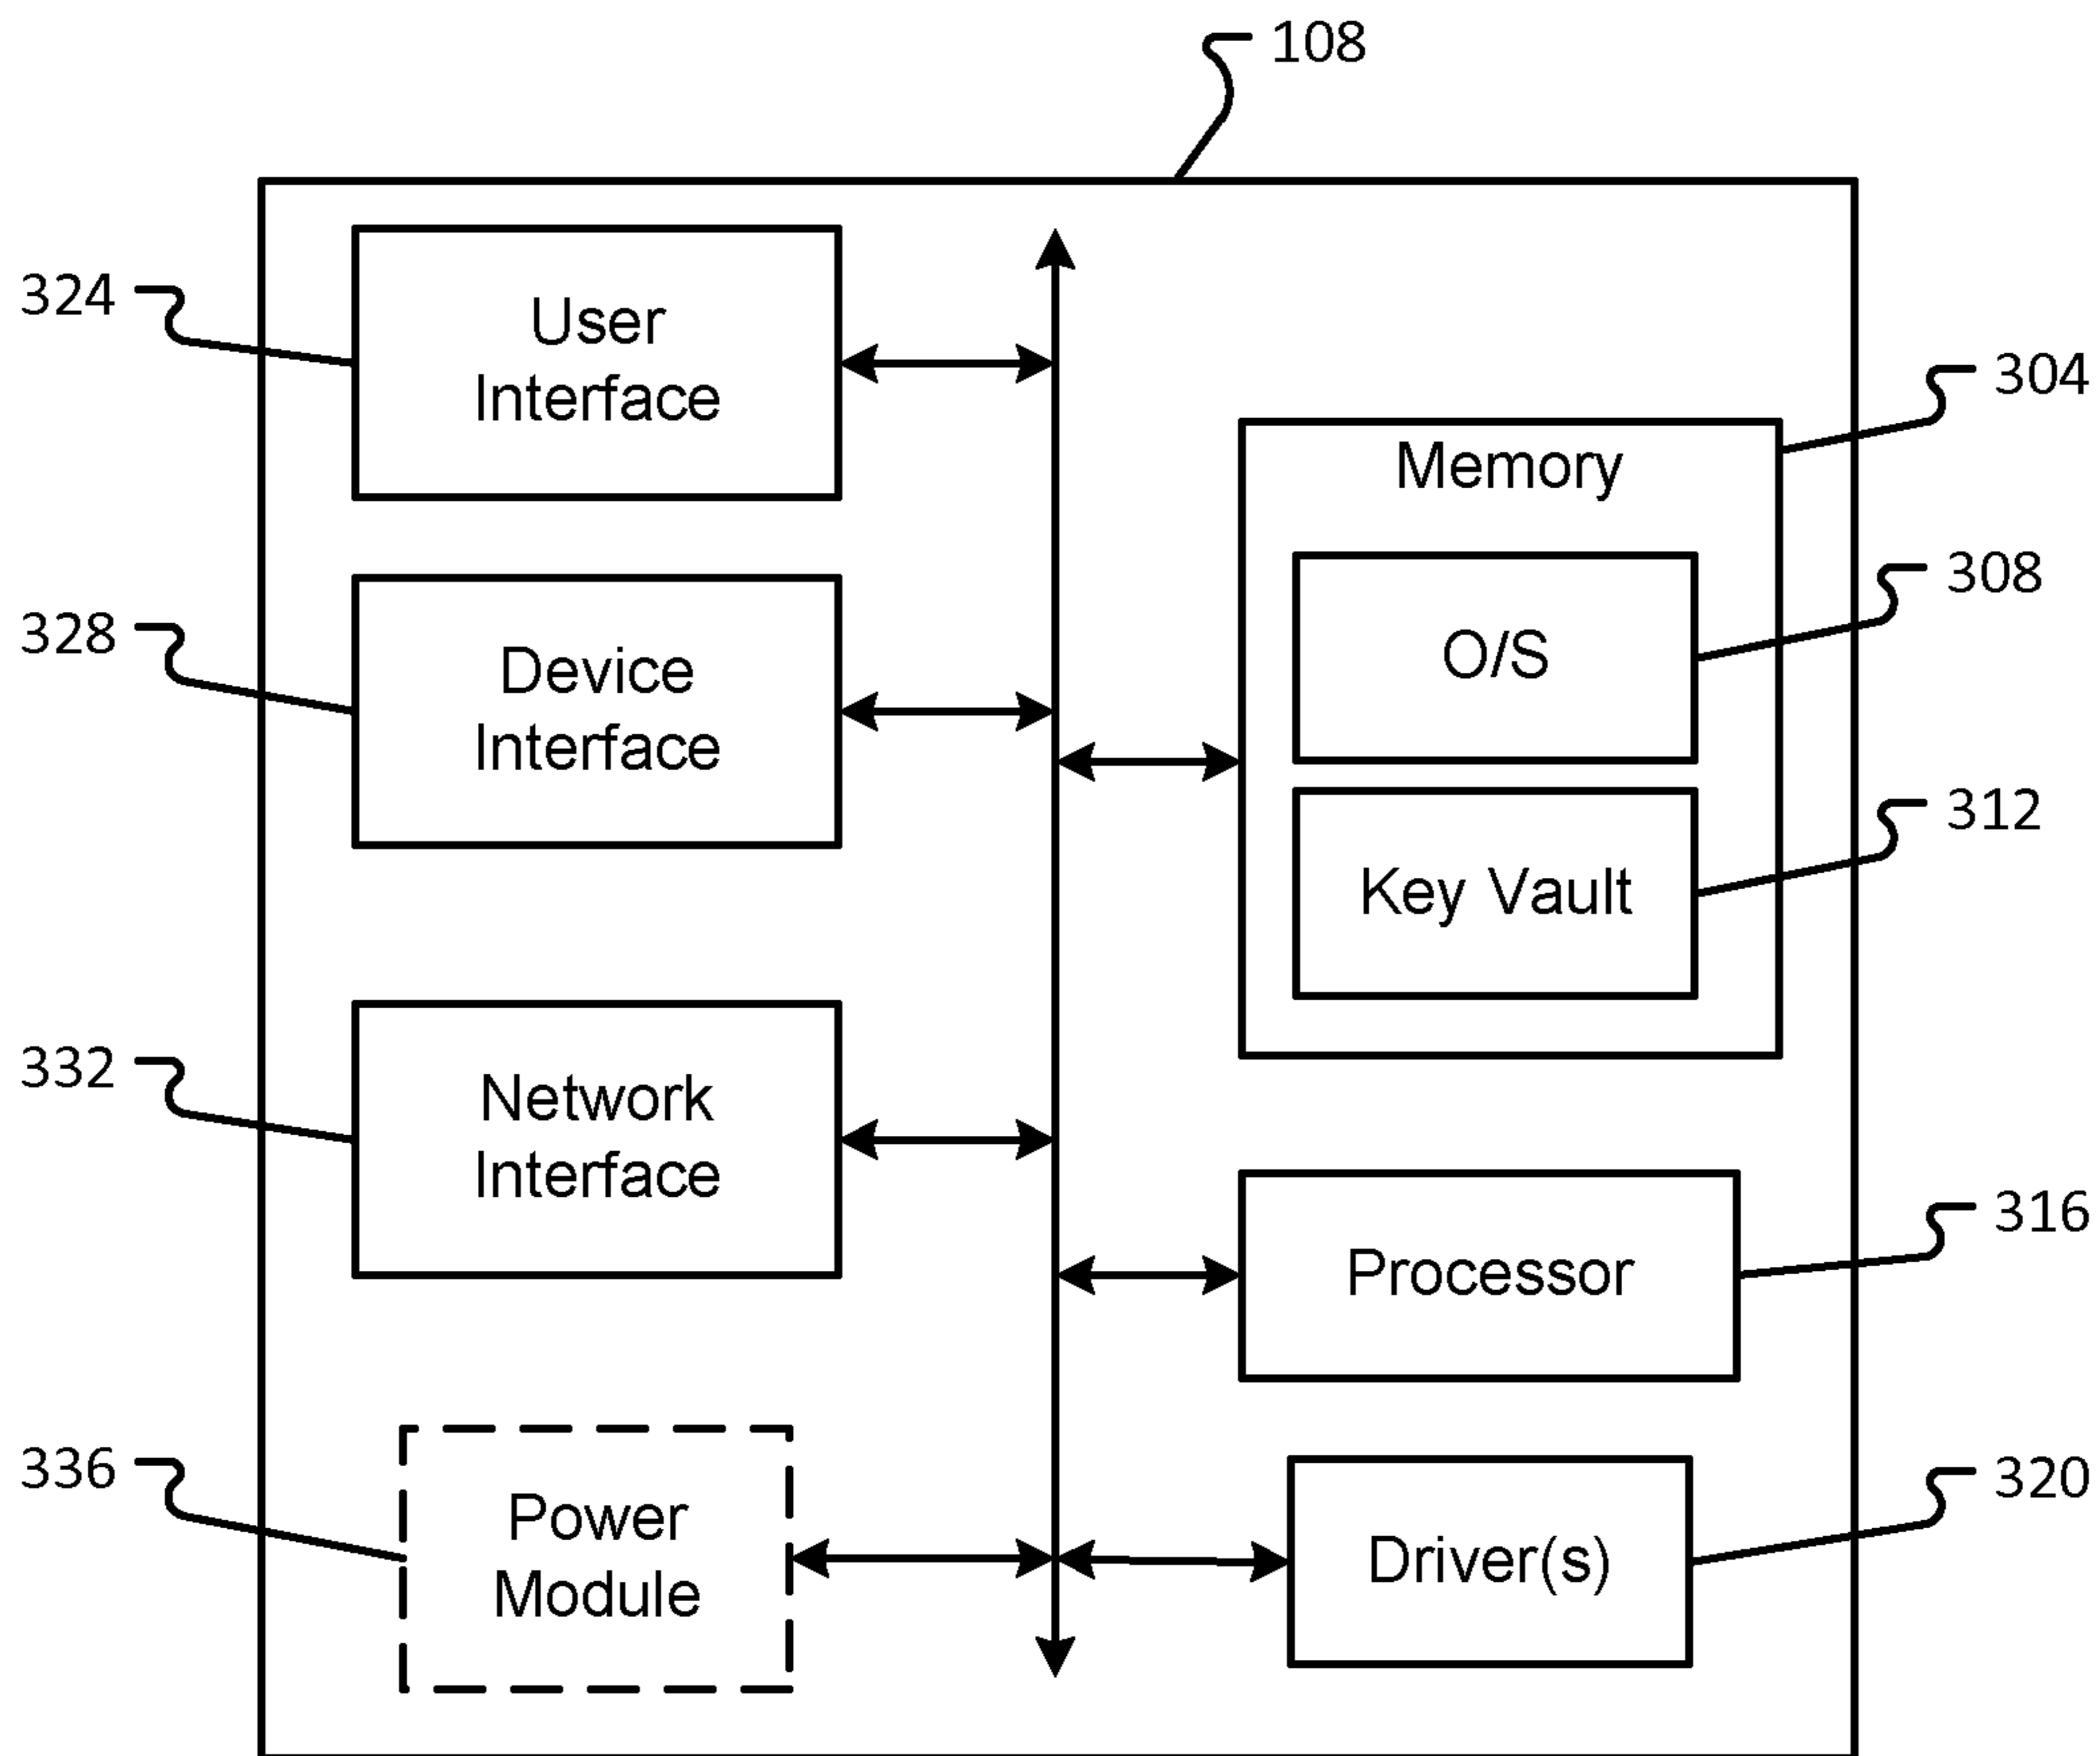 108
324
User
Interface
304
Memory
328
Device
Interface
O/S
308
Key Vault
312
332
Network
Interface
Processor
316
336
Power
Module
Driver(s)
320